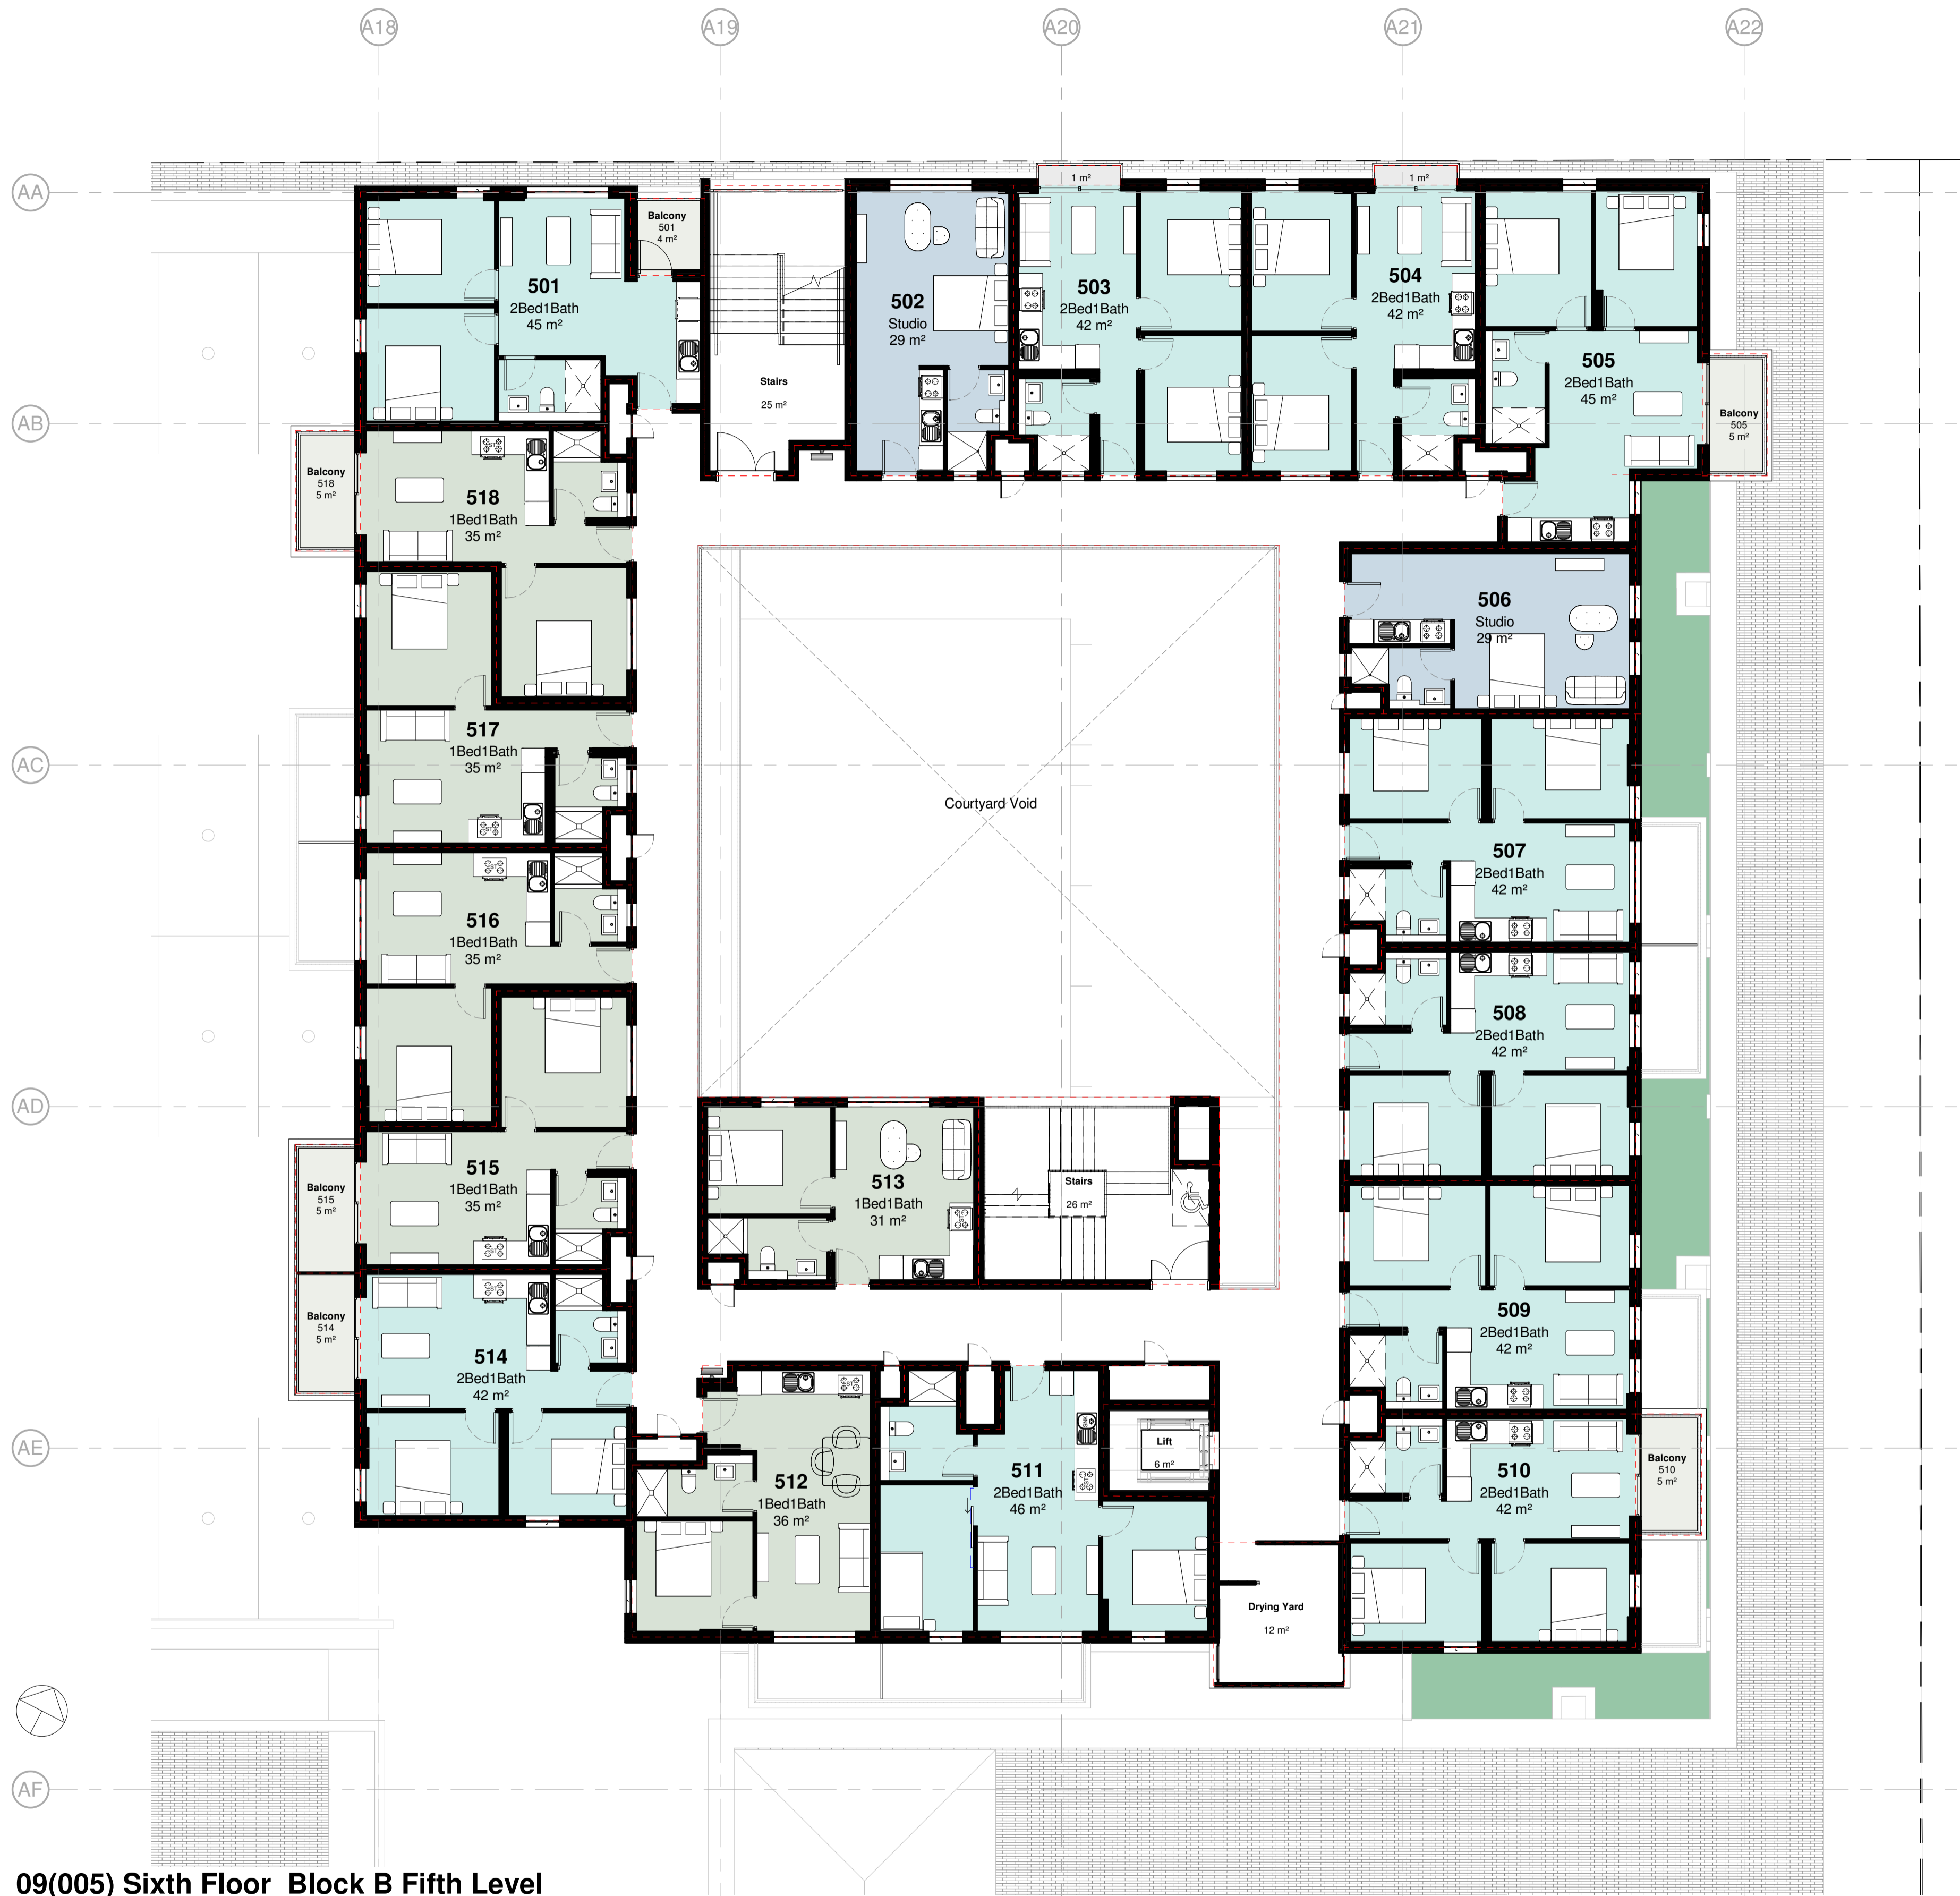 A18
A19
A20
A21
A22
AA
AB
AC
AD
AE
AF
501
2Bed1Bath
45 m²
Balcony
501
4 m²
Stairs
25 m²
502
Studio
29 m²
1 m²
503
2Bed1Bath
42 m²
1 m²
504
2Bed1Bath
42 m²
505
2Bed1Bath
45 m²
Balcony
505
5 m²
Balcony
518
5 m²
518
1Bed1Bath
35 m²
506
Studio
29 m²
517
1Bed1Bath
35 m²
Courtyard Void
507
2Bed1Bath
42 m²
516
1Bed1Bath
35 m²
508
2Bed1Bath
42 m²
Balcony
515
5 m²
515
1Bed1Bath
35 m²
513
1Bed1Bath
31 m²
Stairs
26 m²
Balcony
514
5 m²
514
2Bed1Bath
42 m²
509
2Bed1Bath
42 m²
512
1Bed1Bath
36 m²
511
2Bed1Bath
46 m²
Lift
6 m²
510
2Bed1Bath
42 m²
Balcony
510
5 m²
Drying Yard
12 m²
09(005) Sixth Floor Block B Fifth Level